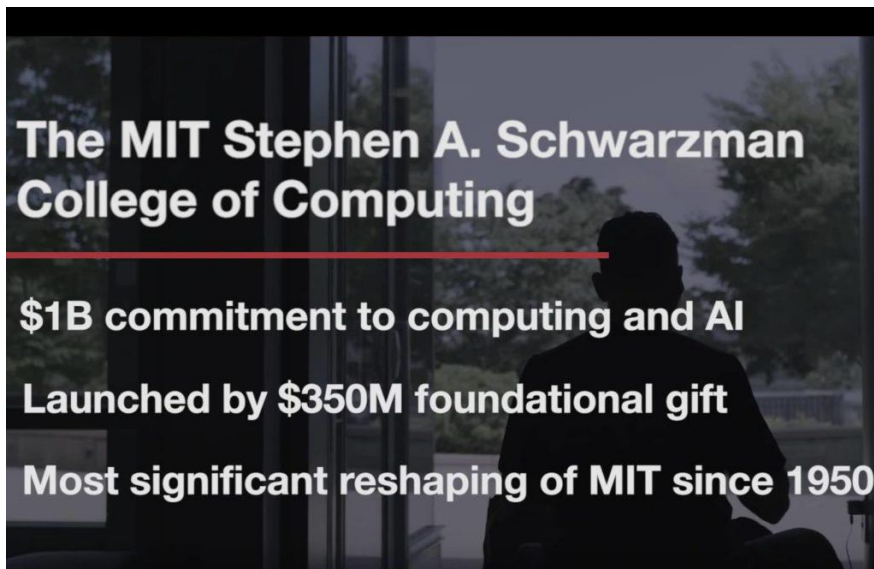 The MIT Stephen A. Schwarzman
College of Computing
$1B commitment to computing and AI
Launched by $350M foundational gift
Most significant reshaping of MIT since 1950